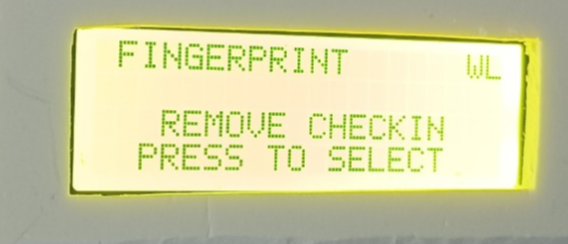 FINGERPRINT WL
REMOVE CHECKIN
PRESS TO SELECT